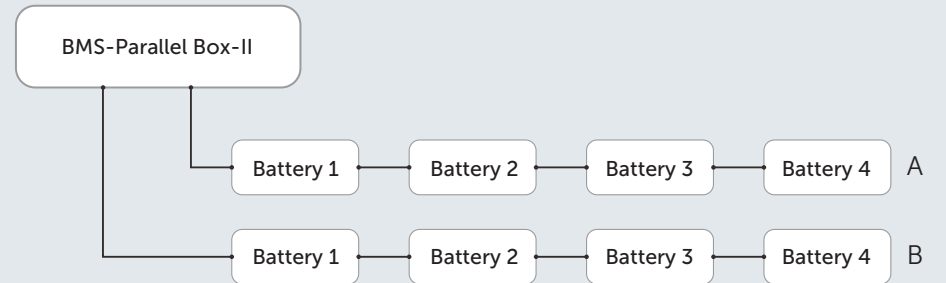 BMS-Parallel Box-II
Battery 1 Battery 2 Battery 3 Battery 4 A
Battery 1 Battery 2 Battery 3 Battery 4 B